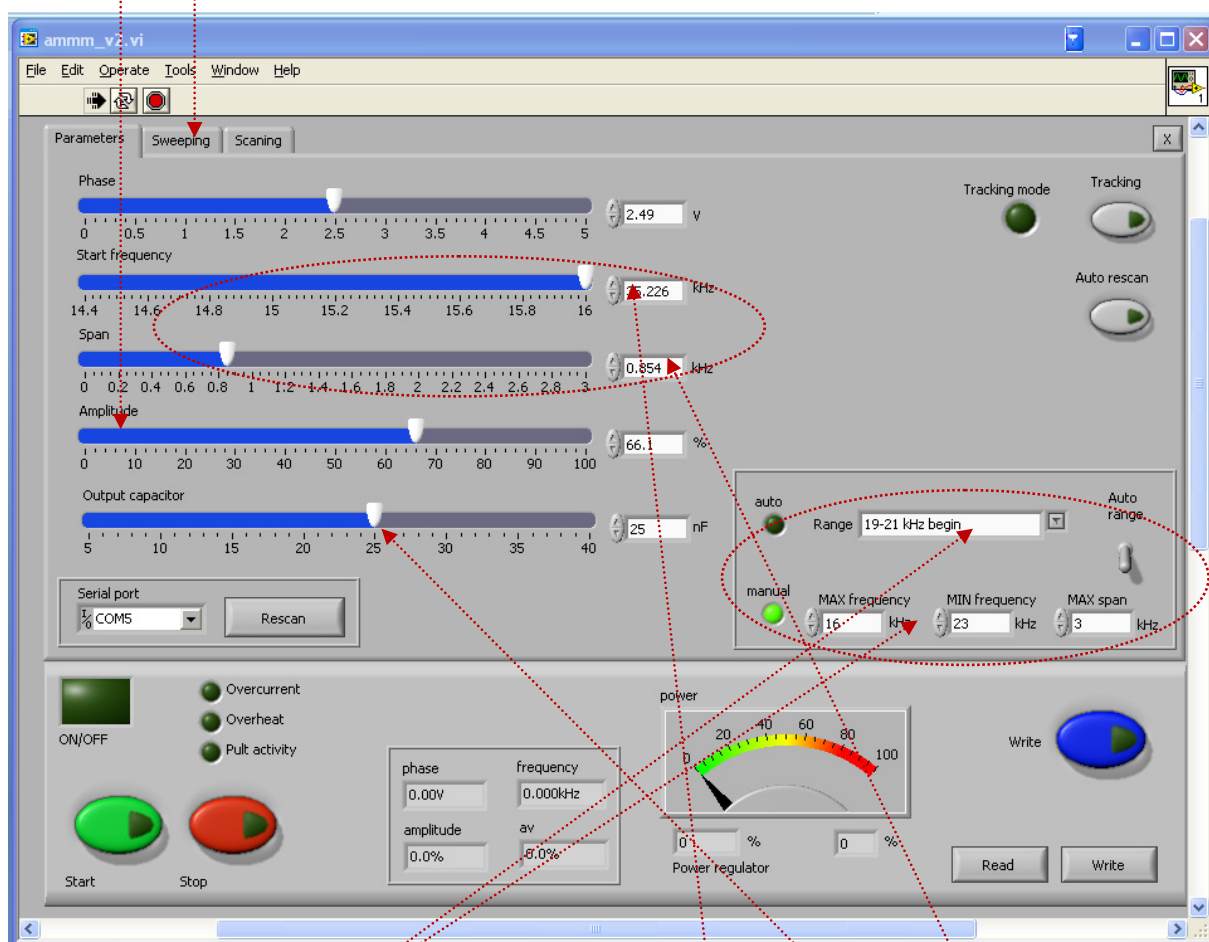 ammm_v2.vi
File Edit Operate Tools Window Help
1
Parameters Sweeping Scaning X
Phase
2.49 V
0 0.5 1 1.5 2 2.5 3 3.5 4 4.5 5
Tracking mode Tracking
Start frequency
kHz
14.4 14.6 14.8 15 15.2 15.4 15.6 15.8 16
Auto rescan
Span
0.854 kHz
0 0.2 0.4 0.6 0.8 1 1.2 1.4 1.6 1.8 2 2.2 2.4 2.6 2.8 3
Amplitude
66.1 %
0 10 20 30 40 50 60 70 80 90 100
Output capacitor
25 nF
5 10 15 20 25 30 35 40
auto Range 19-21 kHz begin Auto range
manual MAX frequency MIN frequency MAX span
16 kHz 23 kHz 3 kHz
Serial port
COM5 Rescan
ON/OFF
Overcurrent
Overheat
Pult activity
Start Stop
phase frequency
0.00V 0.000kHz
amplitude av
0.0% 0.0%
power
0 20 40 60 80 100
0 % 0 %
Power regulator
Write
Read Write